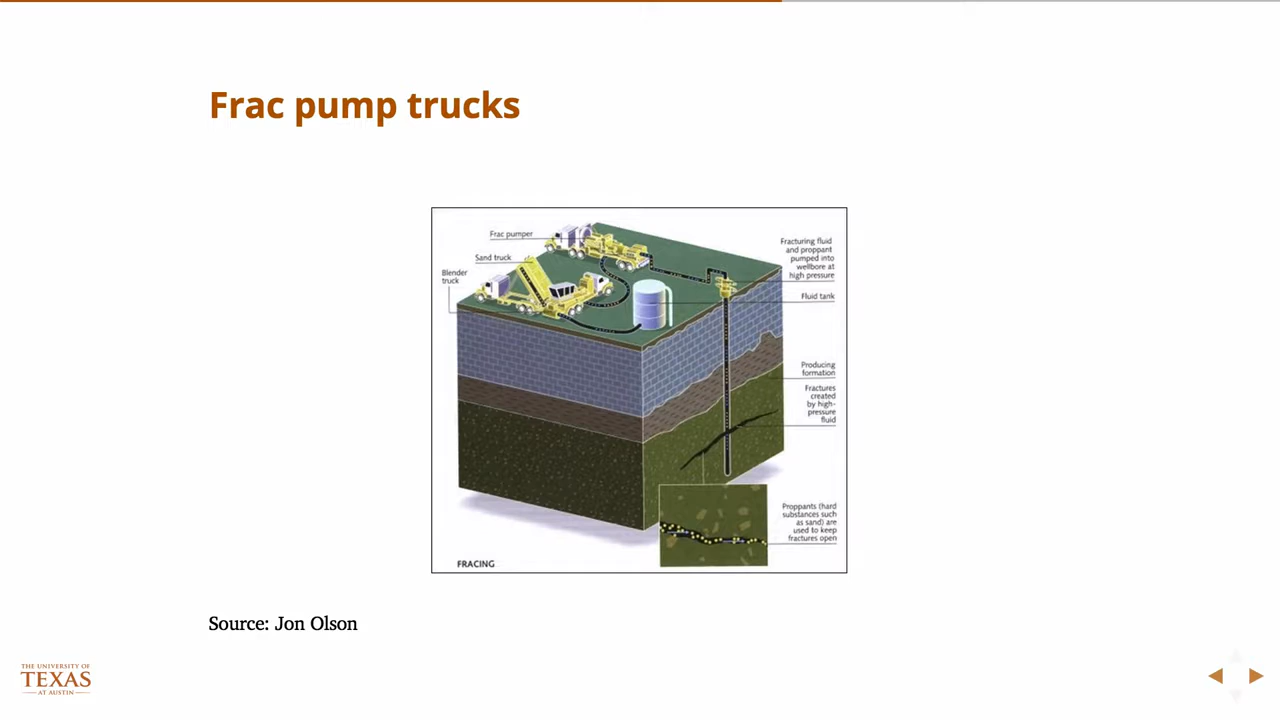 Frac pump trucks
Frac pumper
Sand truck
Blender
truck
Fracturing fluid
and proppant
pumped into
wellbore at
high pressure
Fluid tank
Producing
formation
Fractures
created
by high-
pressure
fluid
Proppants (hard
substances such
as sand) are
used to keep
fractures open
FRACING
Source: Jon Olson
THE UNIVERSITY OF
TEXAS
AT AUSTIN